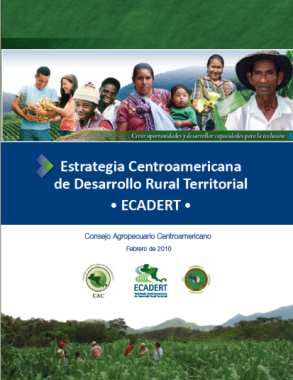 Crear oportunidades y desarrollar capacidades para la inclusión
Estrategia Centroamericana
de Desarrollo Rural Territorial
• ECADERT •
Consejo Agropecuario Centroamericano
Febrero de 2010
CAC
ECADERT